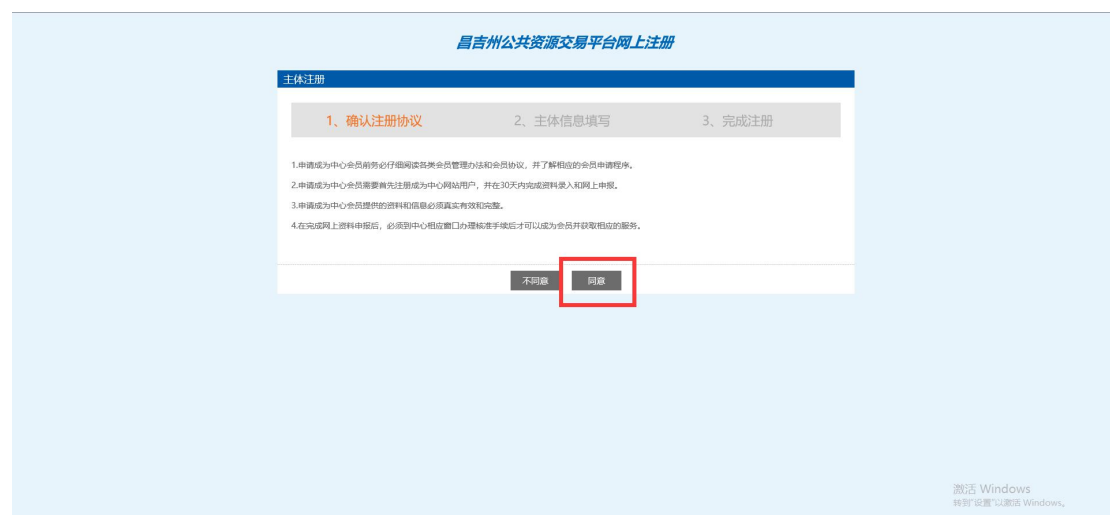 昌吉州公共资源交易平台网上注册
主体注册
1、确认注册协议 2、主体信息填写 3、完成注册
1.申请成为中心会员前务必仔细阅读各类会员管理办法和会员协议，并了解相应的会员申请程序。
2.申请成为中心会员需要首先注册成为中心网站用户，并在30天内完成资料录入和网上申报。
3.申请成为中心会员提供的资料和信息必须真实有效和完整。
4.在完成网上资料申报后，必须到中心相应窗口办理核准手续后才可以成为会员并获取相应的服务。
不同意 同意
激活 Windows
转到"设置"以激活 Windows。